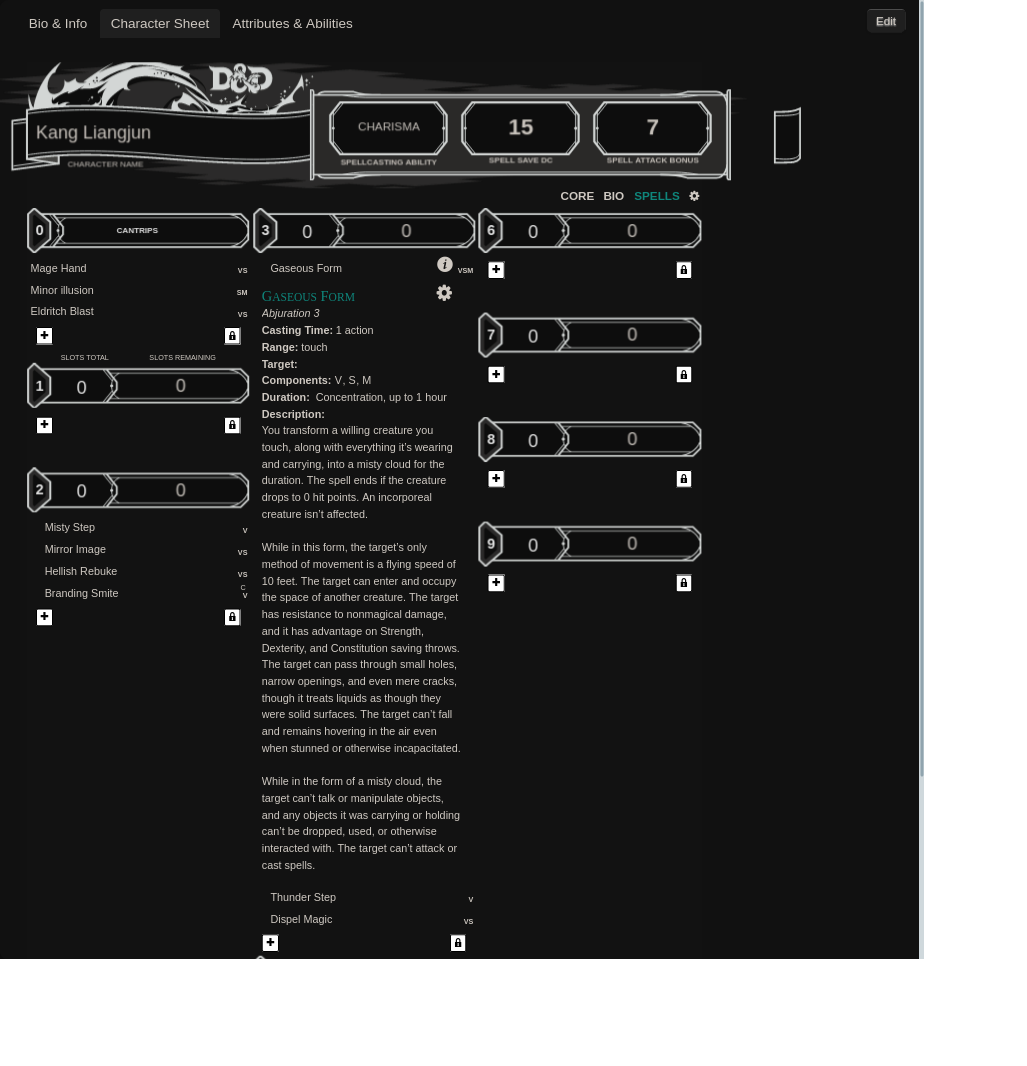 Bio & Info
Character Sheet
Attributes & Abilities
Edit
D&D
Kang Liangjun
CHARACTER NAME
CHARISMA
SPELLCASTING ABILITY
15
SPELL SAVE DC
7
SPELL ATTACK BONUS
CORE BIO SPELLS
0
CANTRIPS
Mage Hand VS
Minor illusion SM
Eldritch Blast VS
SLOTS TOTAL
SLOTS REMAINING
1
0
0
2
0
0
Misty Step V
Mirror Image VS
Hellish Rebuke VS
Branding Smite C V
3
0
0
Gaseous Form VSM
GASEOUS FORM
Abjuration 3
Casting Time: 1 action
Range: touch
Target:
Components: V, S, M
Duration: Concentration, up to 1 hour
Description:
You transform a willing creature you
touch, along with everything it’s wearing
and carrying, into a misty cloud for the
duration. The spell ends if the creature
drops to 0 hit points. An incorporeal
creature isn’t affected.
While in this form, the target’s only
method of movement is a flying speed of
10 feet. The target can enter and occupy
the space of another creature. The target
has resistance to nonmagical damage,
and it has advantage on Strength,
Dexterity, and Constitution saving throws.
The target can pass through small holes,
narrow openings, and even mere cracks,
though it treats liquids as though they
were solid surfaces. The target can’t fall
and remains hovering in the air even
when stunned or otherwise incapacitated.
While in the form of a misty cloud, the
target can’t talk or manipulate objects,
and any objects it was carrying or holding
can’t be dropped, used, or otherwise
interacted with. The target can’t attack or
cast spells.
Thunder Step V
Dispel Magic VS
6
0
0
7
0
0
8
0
0
9
0
0